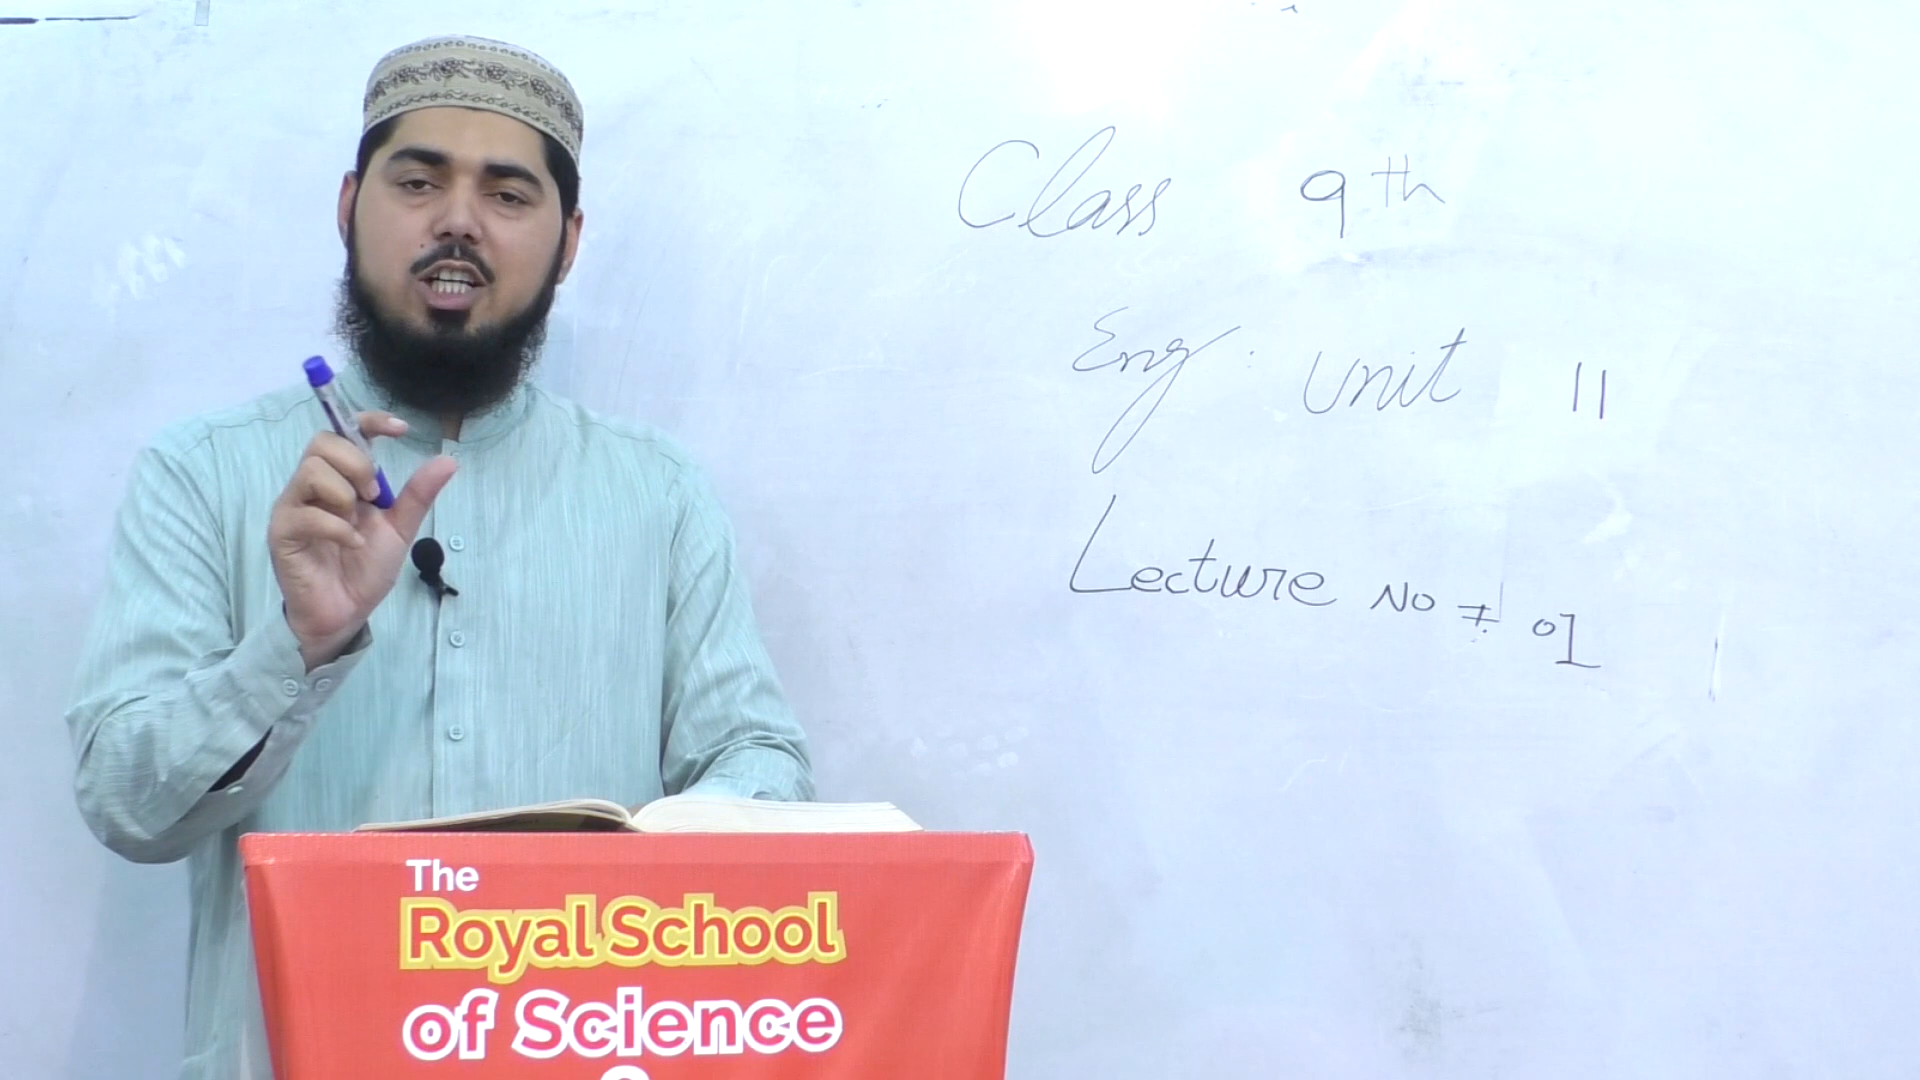 Class 9th
Eng. Unit 11
Lecture No # 01
The
Royal School
of Science